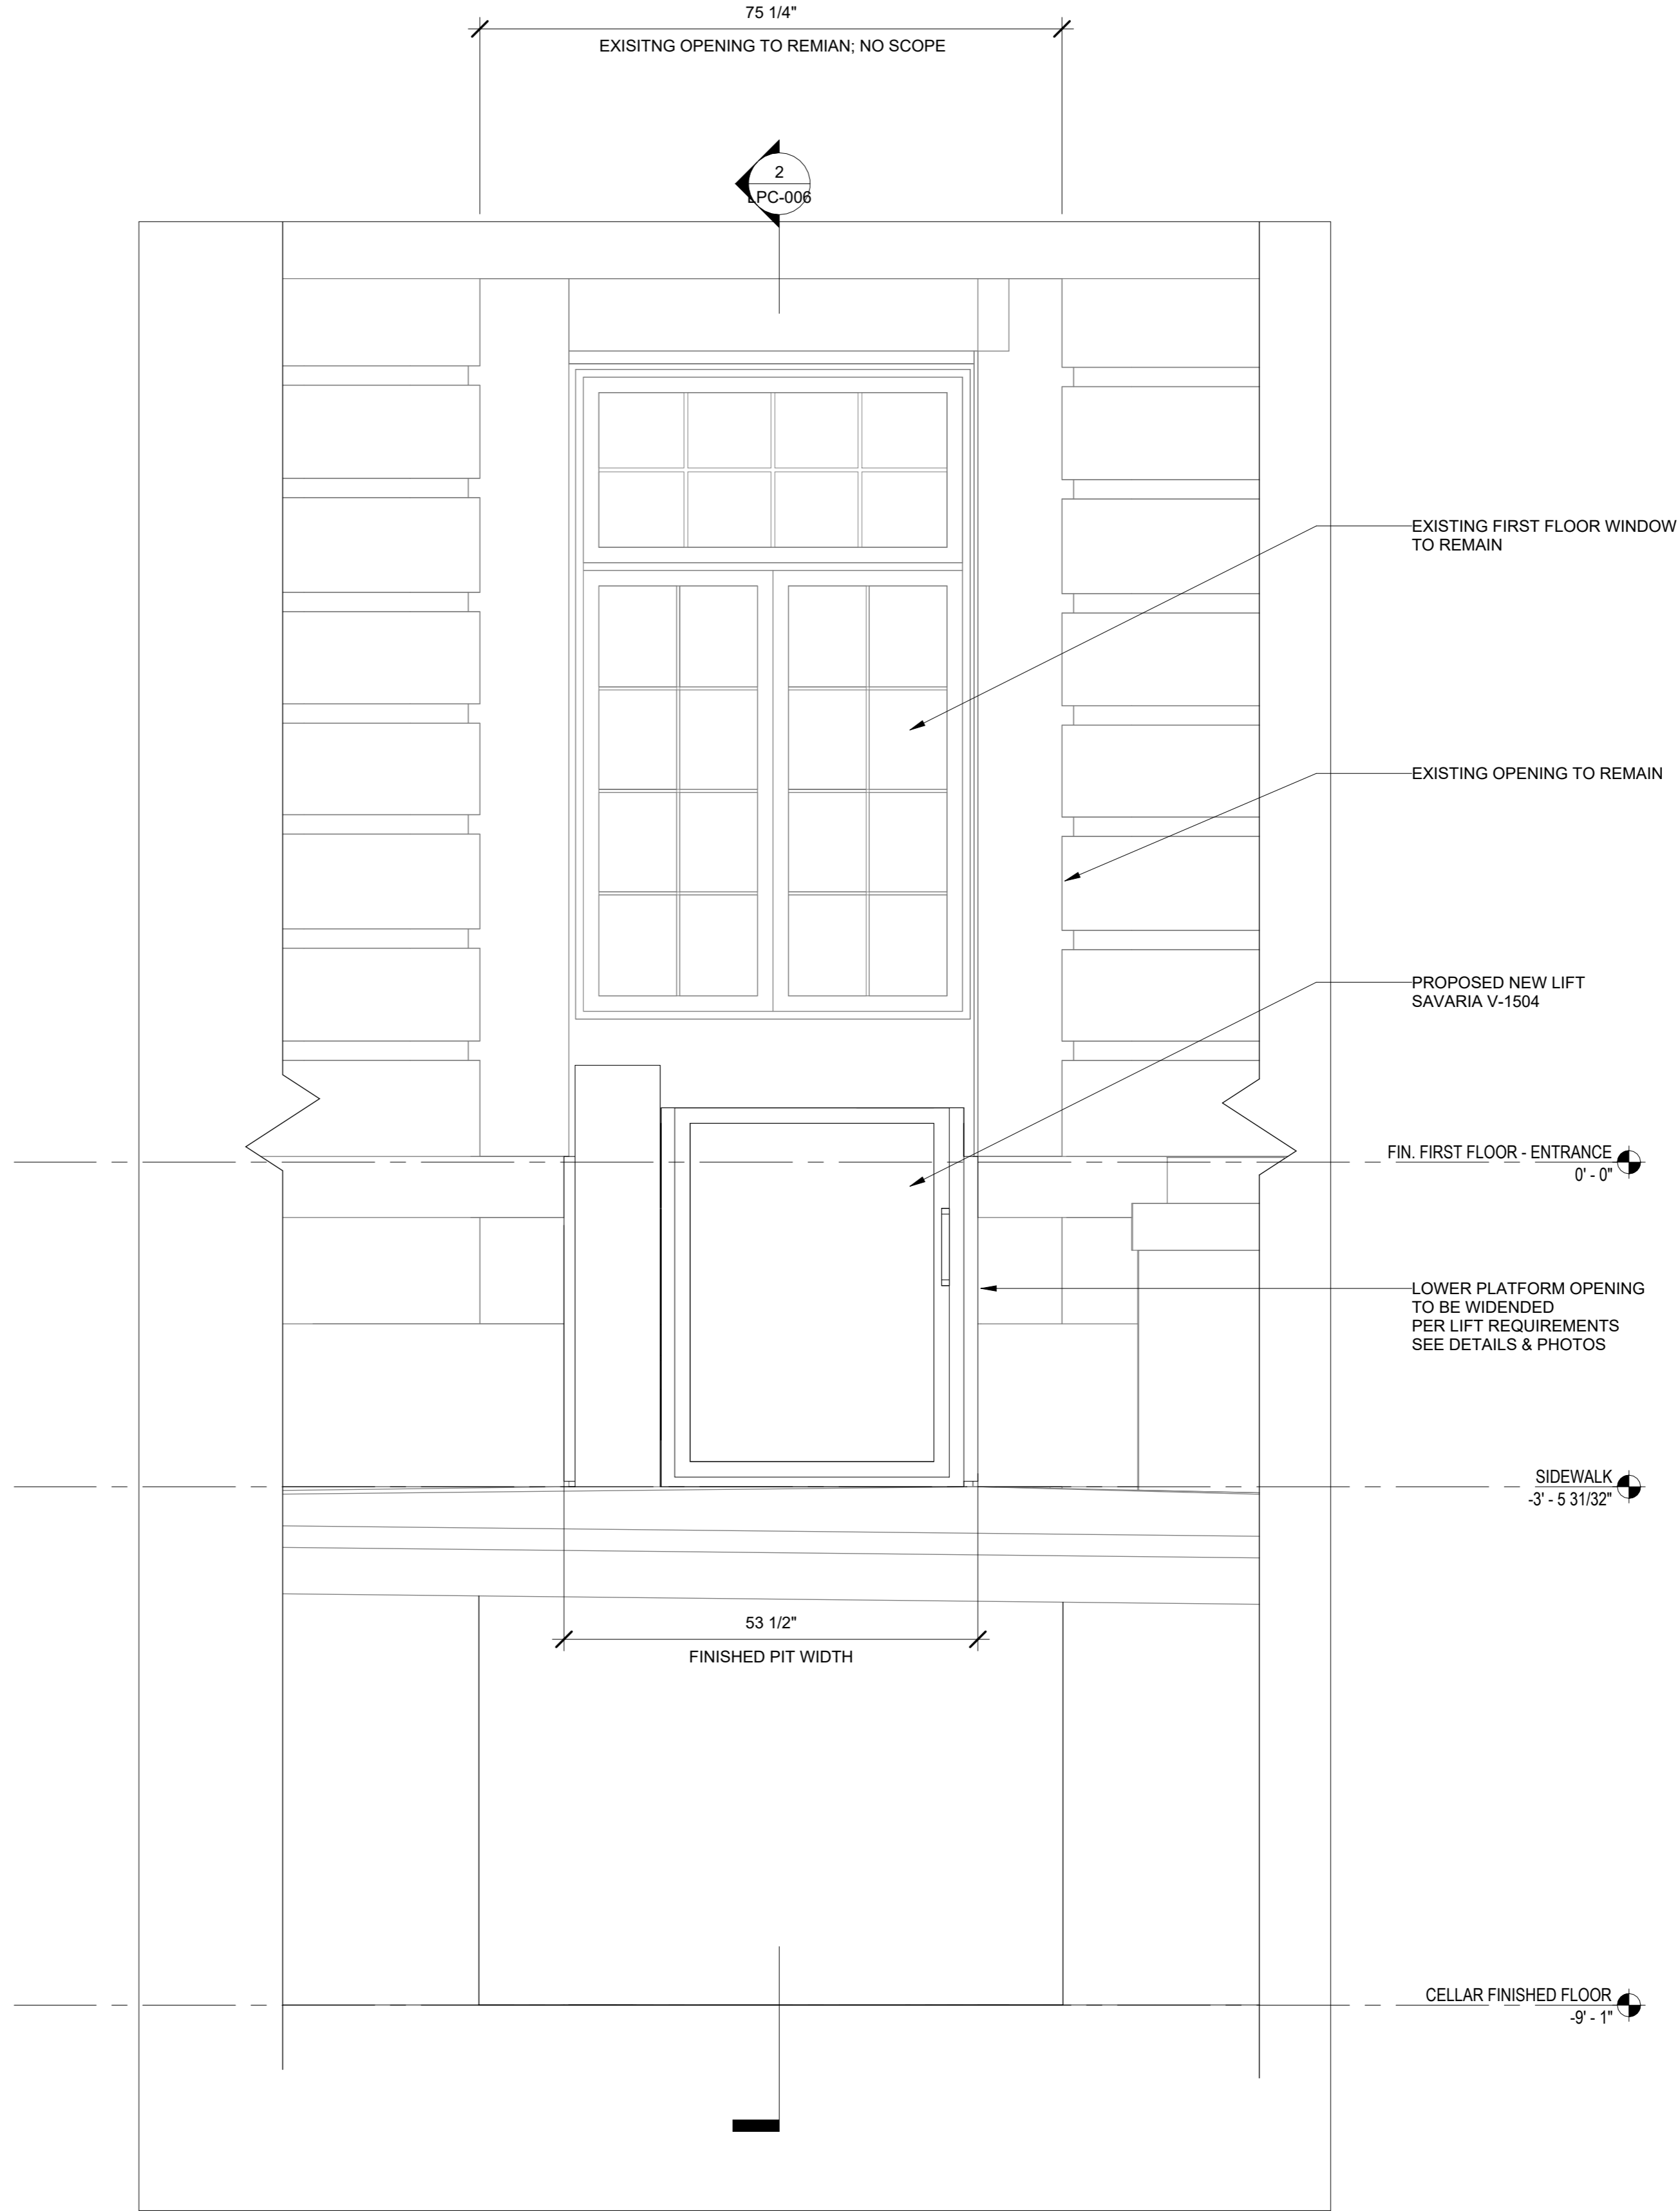 75 1/4"
EXISITNG OPENING TO REMIAN; NO SCOPE
2
LPC-006
EXISTING FIRST FLOOR WINDOW
TO REMAIN
EXISTING OPENING TO REMAIN
PROPOSED NEW LIFT
SAVARIA V-1504
FIN. FIRST FLOOR - ENTRANCE
0' - 0"
LOWER PLATFORM OPENING
TO BE WIDENDED
PER LIFT REQUIREMENTS
SEE DETAILS & PHOTOS
SIDEWALK
-3' - 5 31/32"
53 1/2"
FINISHED PIT WIDTH
CELLAR FINISHED FLOOR
-9' - 1"